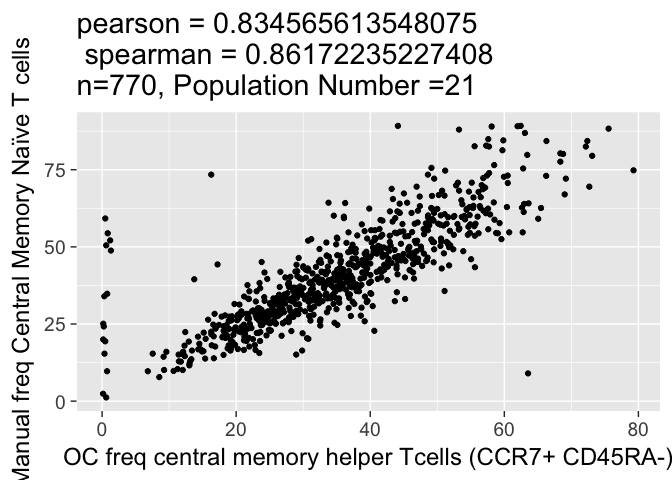 pearson = 0.834565613548075
spearman = 0.86172235227408
n=770, Population Number =21
Manual freq Central Memory Naïve T cells
75
50
25
0
0 20 40 60 80
OC freq central memory helper Tcells (CCR7+ CD45RA-)